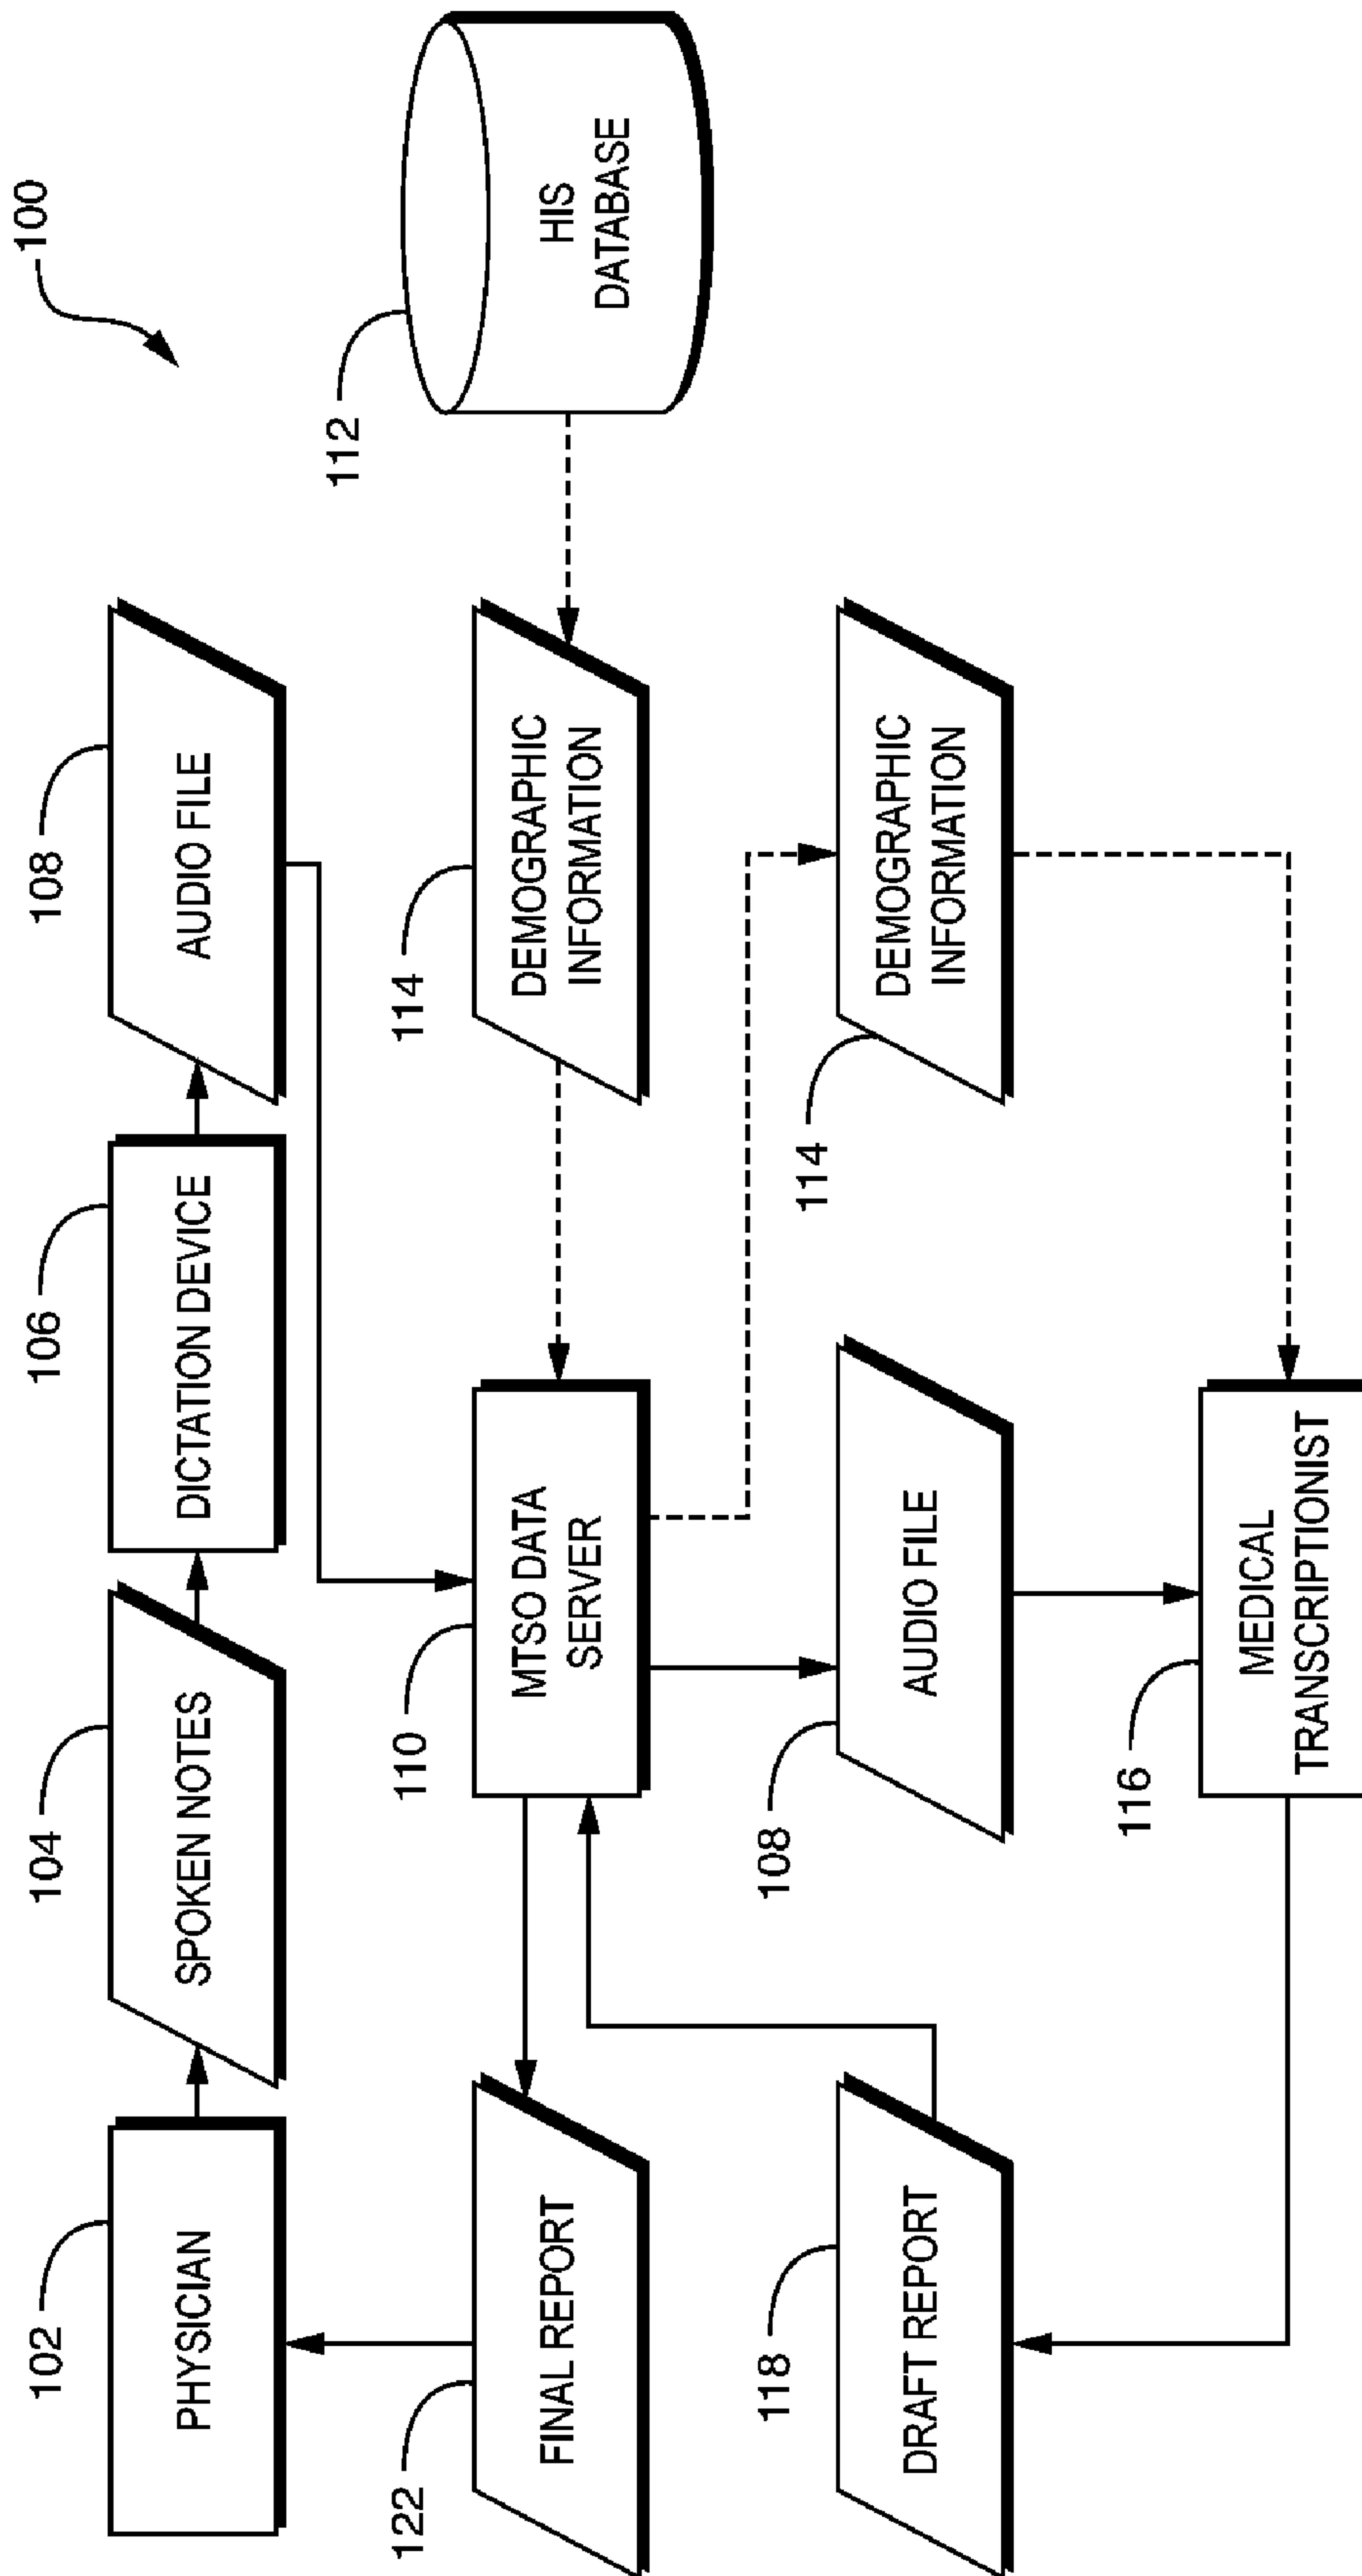 100
102
PHYSICIAN
104
SPOKEN NOTES
106
DICTATION DEVICE
108
AUDIO FILE
122
FINAL REPORT
110
MTSO DATA
SERVER
114
DEMOGRAPHIC
INFORMATION
112
HIS
DATABASE
118
DRAFT REPORT
108
AUDIO FILE
114
DEMOGRAPHIC
INFORMATION
116
MEDICAL
TRANSCRIPTIONIST